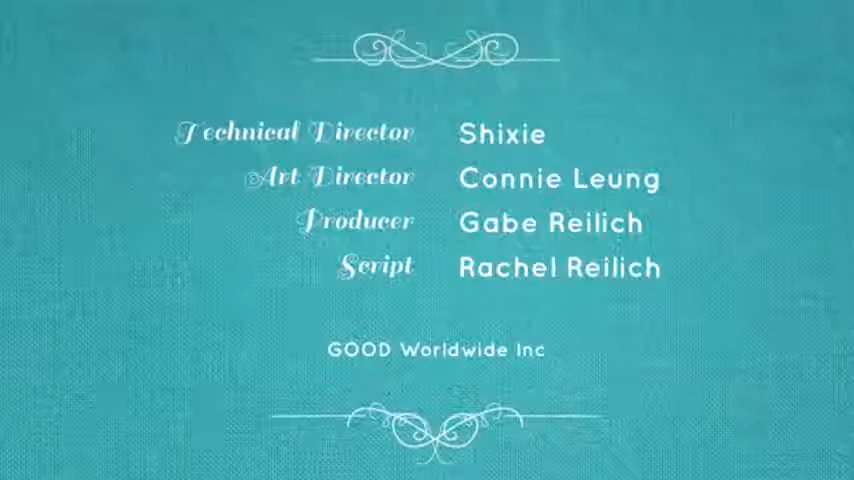 Technical Director Shixie
Art Director Connie Leung
Producer Gabe Reilich
Script Rachel Reilich
GOOD Worldwide Inc